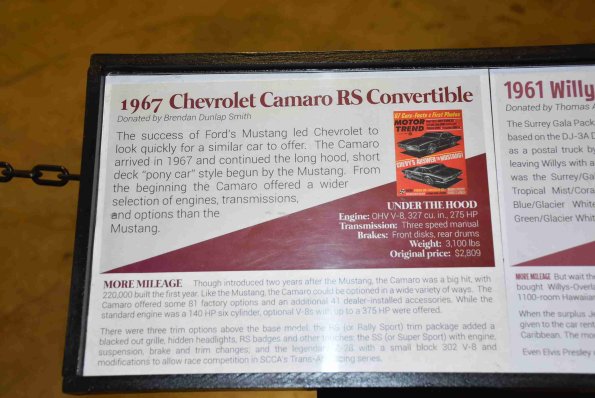 1967 Chevrolet Camaro RS Convertible
Donated by Brendan Dunlap Smith
The success of Ford's Mustang led Chevrolet to
look quickly for a similar car to offer. The Camaro
arrived in 1967 and continued the long hood, short
deck "pony car" style begun by the Mustang. From
the beginning the Camaro offered a wider
selection of engines, transmissions,
and options than the
Mustang.
67 Cars-Facts & First Photos
MOTOR
TREND
CHEVY'S ANSWER to MUSTANG!
UNDER THE HOOD
Engine: OHV V-8, 327 cu. in., 275 HP
Transmission: Three speed manual
Brakes: Front disks, rear drums
Weight: 3,100 lbs
Original price: $2,809
MORE MILEAGE Though introduced two years after the Mustang, the Camaro was a big hit, with
220,000 built the first year. Like the Mustang, the Camaro could be optioned in a wide variety of ways. The
Camaro offered some 81 factory options and an additional 41 dealer-installed accessories. While the
standard engine was a 140 HP six cylinder, optional V-8s with up to a 375 HP were offered.
There were three trim options above the base model: the RS (or Rally Sport) trim package added a
blacked out grille, hidden headlights, RS badges and other touches; the SS (or Super Sport) with engine,
suspension, brake and trim changes; and the legendary Z-28, with a small block 302 V-8 and
modifications to allow race competition in SCCA's Trans-Am racing series.
1961 Willy
Donated by Thomas A
The Surrey Gala Pack
based on the DJ-3A D
as a postal truck by
leaving Willys with a
was the Surrey/Ga
Tropical Mist/Cora
Blue/Glacier White
Green/Glacier Whit
MORE MILEAGE But wait the
bought Willys-Overla
1100-room Hawaiian
When the surplus Je
given to the car rent
Caribbean. The mo
Even Elvis Presley